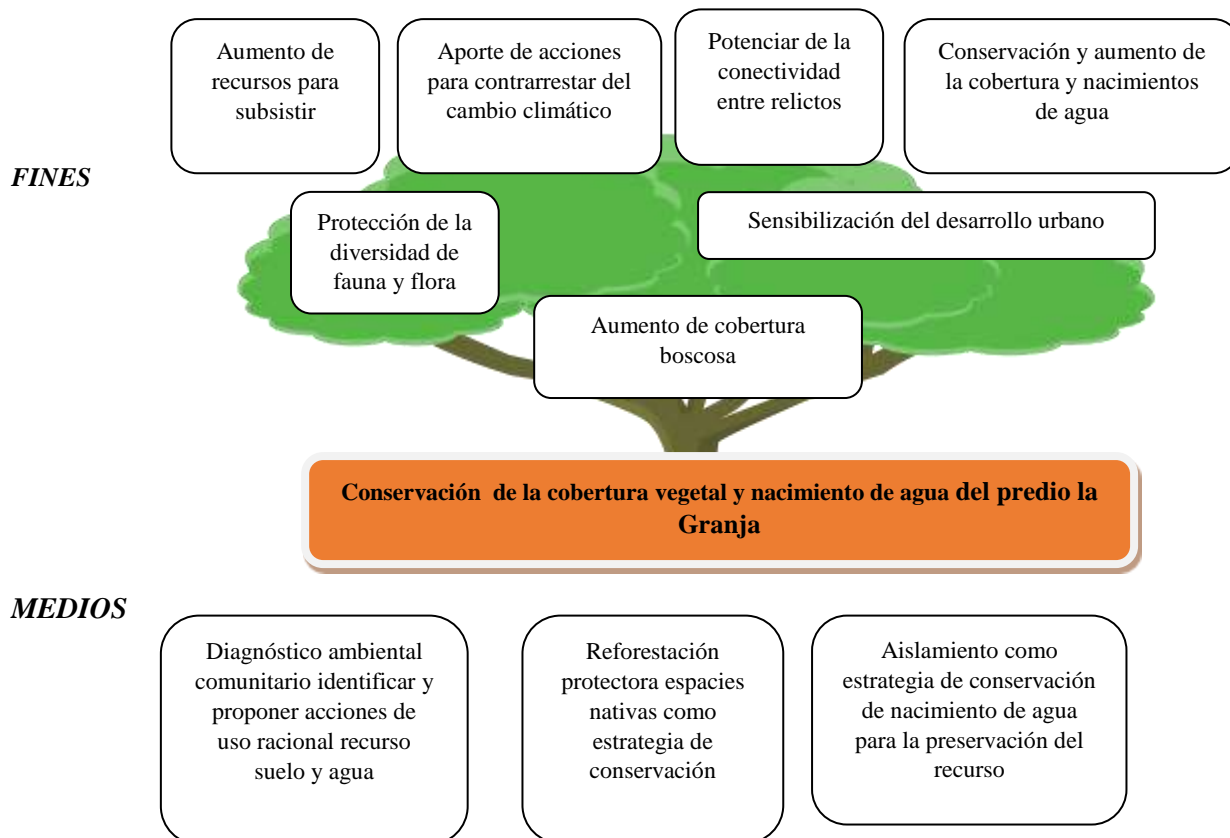 Aumento de
recursos para
subsistir
Aporte de acciones
para contrarrestar del
cambio climático
Potenciar de la
conectividad
entre relictos
Conservación y aumento de
la cobertura y nacimientos
de agua
FINES
Protección de la
diversidad de
fauna y flora
Sensibilización del desarrollo urbano
Aumento de cobertura
boscosa
Conservación de la cobertura vegetal y nacimiento de agua del predio la
Granja
MEDIOS
Diagnóstico ambiental
comunitario identificar y
proponer acciones de
uso racional recurso
suelo y agua
Reforestación
protectora espacies
nativas como
estrategia de
conservación
Aislamiento como
estrategia de conservación
de nacimiento de agua
para la preservación del
recurso